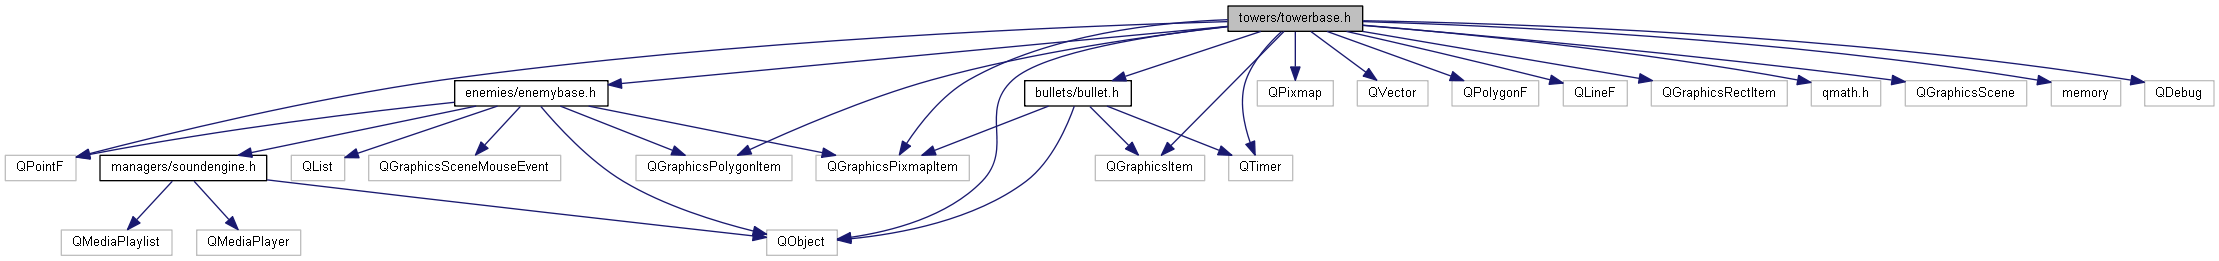 towers/towerbase.h
enemies/enemybase.h
bullets/bullet.h
QPixmap
QVector
QPolygonF
QLineF
QGraphicsRectItem
qmath.h
QGraphicsScene
memory
QDebug
QPointF
managers/soundengine.h
QList
QGraphicsSceneMouseEvent
QGraphicsPolygonItem
QGraphicsPixmapItem
QGraphicsItem
QTimer
QMediaPlaylist
QMediaPlayer
QObject